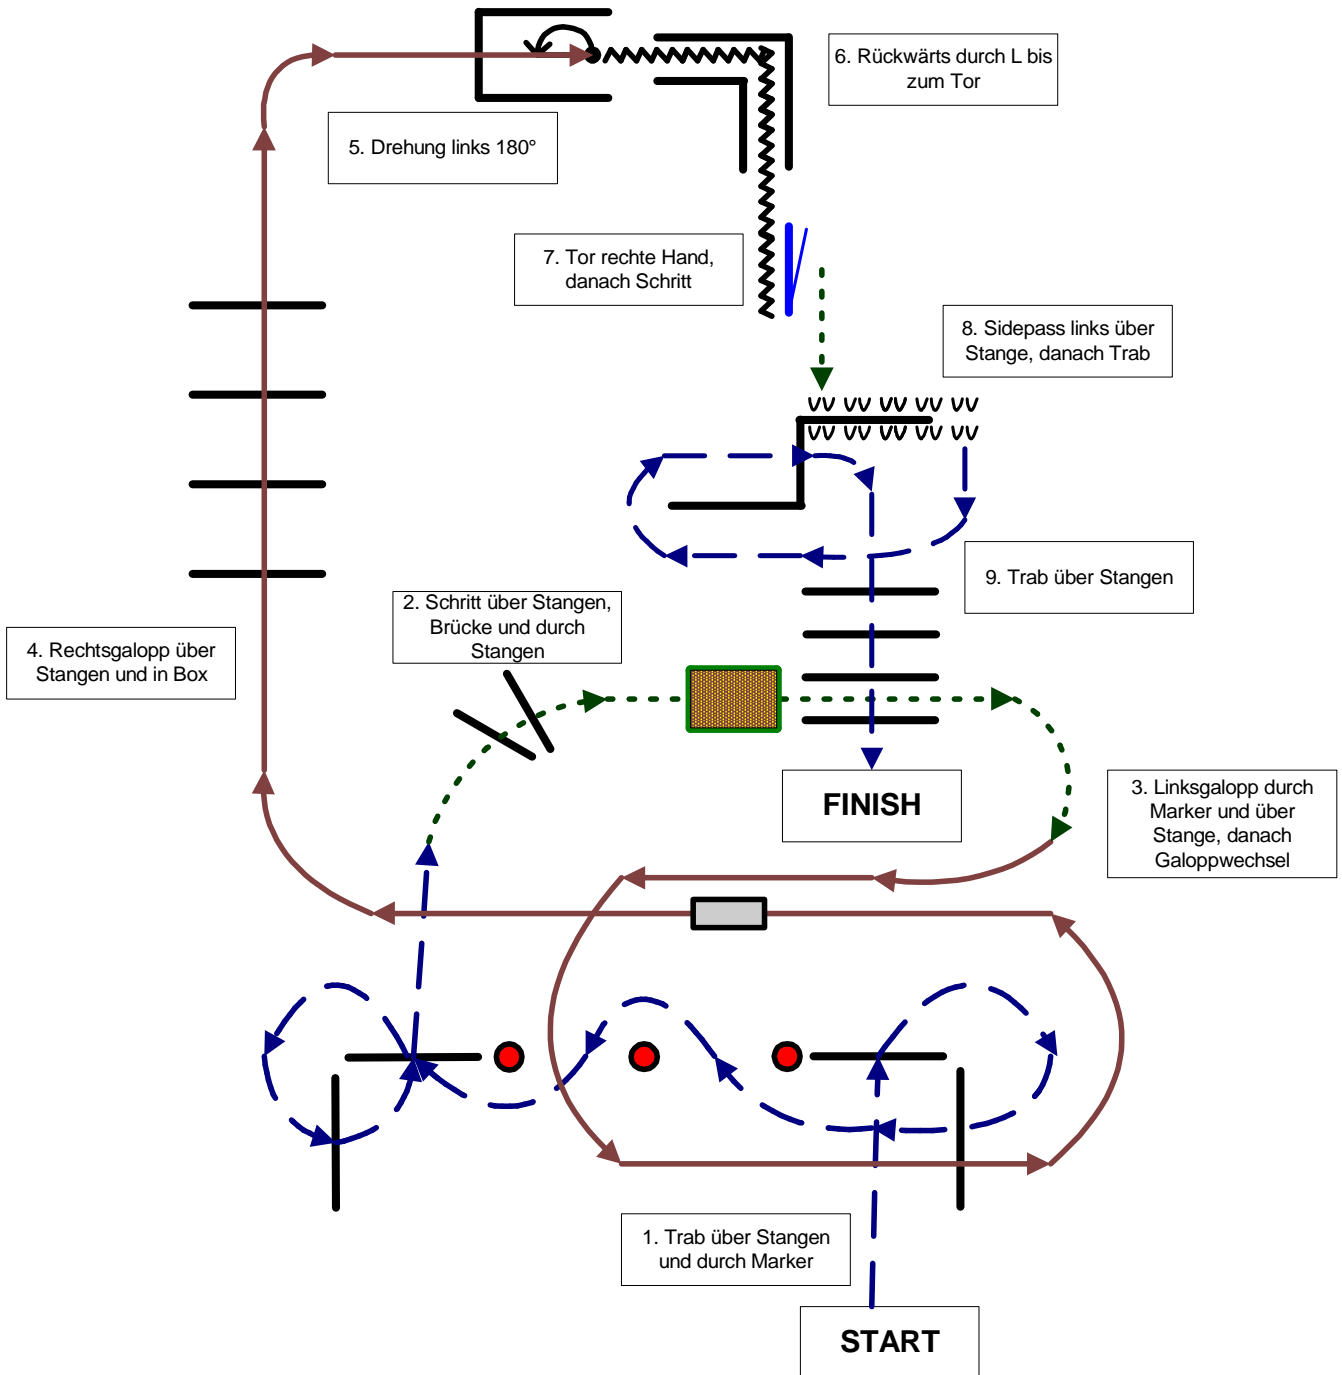 6. Rückwärts durch L bis
zum Tor
5. Drehung links 180°
7. Tor rechte Hand,
danach Schritt
8. Sidepass links über
Stange, danach Trab
9. Trab über Stangen
2. Schritt über Stangen,
Brücke und durch
Stangen
4. Rechtsgalopp über
Stangen und in Box
FINISH
3. Linksgalopp durch
Marker und über
Stange, danach
Galoppwechsel
1. Trab über Stangen
und durch Marker
START